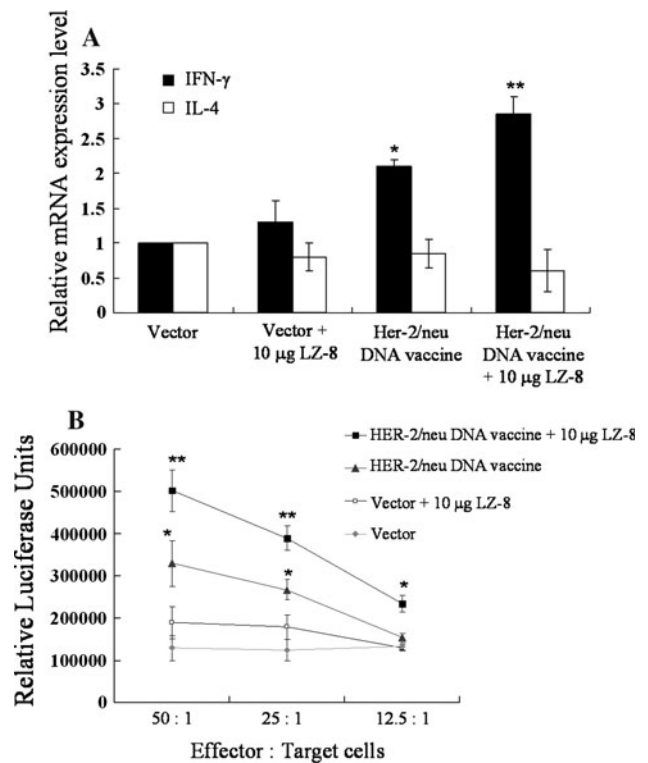 A
Relative mRNA expression level
3.5
3
2.5
2
1.5
1
0.5
0
IFN-γ
IL-4
*
**
Vector
Vector +
10 μg LZ-8
Her-2/neu
DNA vaccine
Her-2/neu
DNA vaccine
+ 10 μg LZ-8
B
Relative Luciferase Units
600000
500000
400000
300000
200000
100000
0
HER-2/neu DNA vaccine + 10 μg LZ-8
HER-2/neu DNA vaccine
Vector + 10 μg LZ-8
Vector
**
*
**
*
*
50 : 1
25 : 1
12.5 : 1
Effector : Target cells